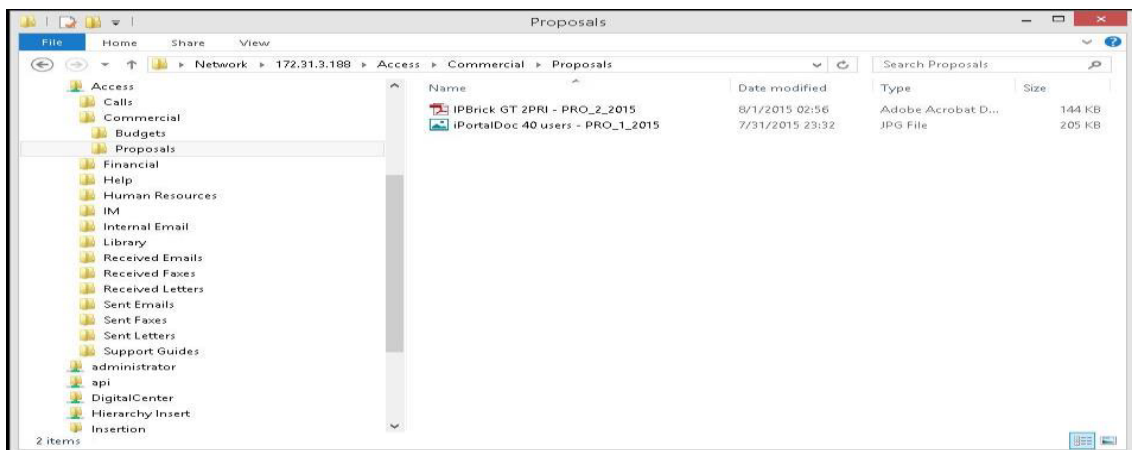 Proposals
File Home Share View
Network 172.31.3.188 Access Commercial Proposals Search Proposals
Access
Calls
Commercial
Budgets
Proposals
Financial
Help
Human Resources
IM
Internal Email
Library
Received Emails
Received Faxes
Received Letters
Sent Emails
Sent Faxes
Sent Letters
Support Guides
administrator
api
DigitalCenter
Hierarchy Insert
Insertion
Name Date modified Type Size
IPBrick GT 2PRI - PRO_2_2015 8/1/2015 02:56 Adobe Acrobat D... 144 KB
iPortalDoc 40 users - PRO_1_2015 7/31/2015 23:32 JPG File 205 KB
2 items